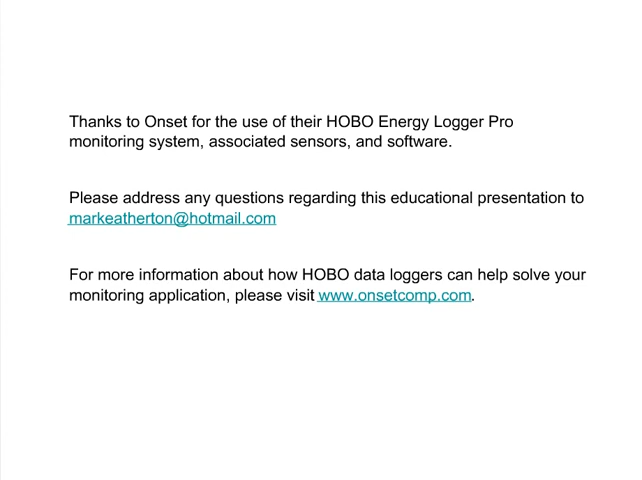 Thanks to Onset for the use of their HOBO Energy Logger Pro
monitoring system, associated sensors, and software.
Please address any questions regarding this educational presentation to
markeatherton@hotmail.com
For more information about how HOBO data loggers can help solve your
monitoring application, please visit www.onsetcomp.com.